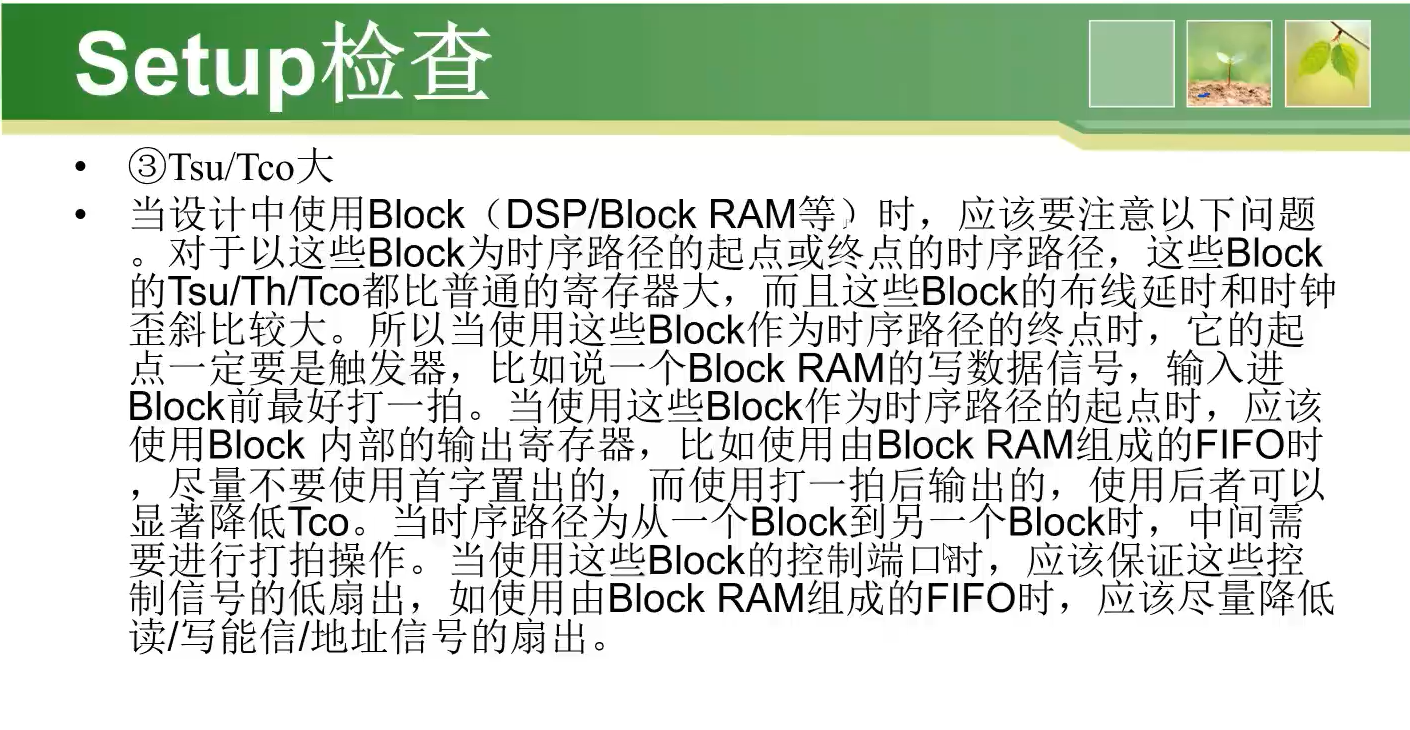 Setup检查
• ③Tsu/Tco大
• 当设计中使用Block（DSP/Block RAM等）时，应该要注意以下问题
。对于以这些Block为时序路径的起点或终点的时序路径，这些Block
的Tsu/Th/Tco都比普通的寄存器大，而且这些Block的布线延时和时钟
歪斜比较大。所以当使用这些Block作为时序路径的终点时，它的起
点一定要是触发器，比如说一个Block RAM的写数据信号，输入进
Block前最好打一拍。当使用这些Block作为时序路径的起点时，应该
使用Block 内部的输出寄存器，比如使用由Block RAM组成的FIFO时
，尽量不要使用首字置出的，而使用打一拍后输出的，使用后者可以
显著降低Tco。当时序路径为从一个Block到另一个Block时，中间需
要进行打拍操作。当使用这些Block的控制端口时，应该保证这些控
制信号的低扇出，如使用由Block RAM组成的FIFO时，应该尽量降低
读/写能信/地址信号的扇出。